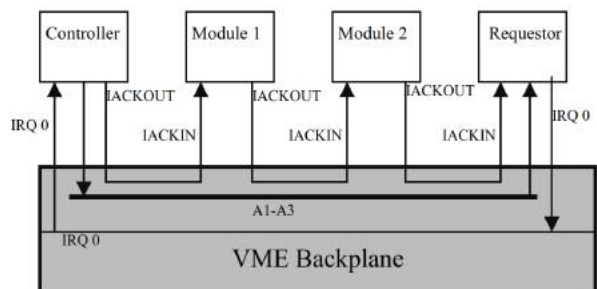 Controller
Module 1
Module 2
Requestor
IACKOUT
IACKOUT
IACKOUT
IRQ 0
IACKIN
IACKIN
IACKIN
IRQ 0
A1-A3
IRQ 0
VME Backplane